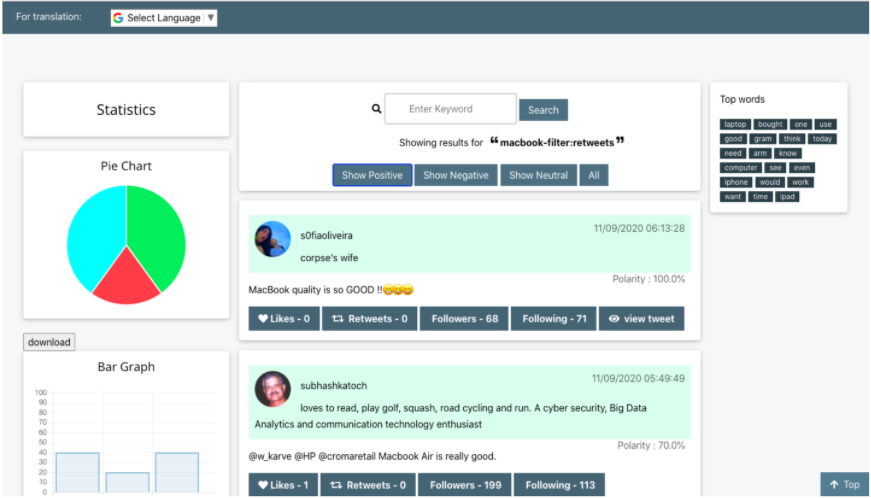 For translation:
Select Language ▼
Statistics
Pie Chart
download
Bar Graph
100
90
80
70
60
50
40
30
20
10
0
Enter Keyword
Search
Showing results for “macbook-filter:retweets”
Show Positive
Show Negative
Show Neutral
All
s0fiaoliveira
11/09/2020 06:13:28
corpse's wife
Polarity : 100.0%
MacBook quality is so GOOD !!😁😁😁
Likes - 0
Retweets - 0
Followers - 68
Following - 71
view tweet
subhashkatoch
11/09/2020 05:49:49
loves to read, play golf, squash, road cycling and run. A cyber security, Big Data
Analytics and communication technology enthusiast
Polarity : 70.0%
@w_karve @HP @cromaretail Macbook Air is really good.
Likes - 1
Retweets - 0
Followers - 199
Following - 113
Top words
laptop bought one use
good gram think today
need arm know
computer see even
iphone would work
want time ipad
Top